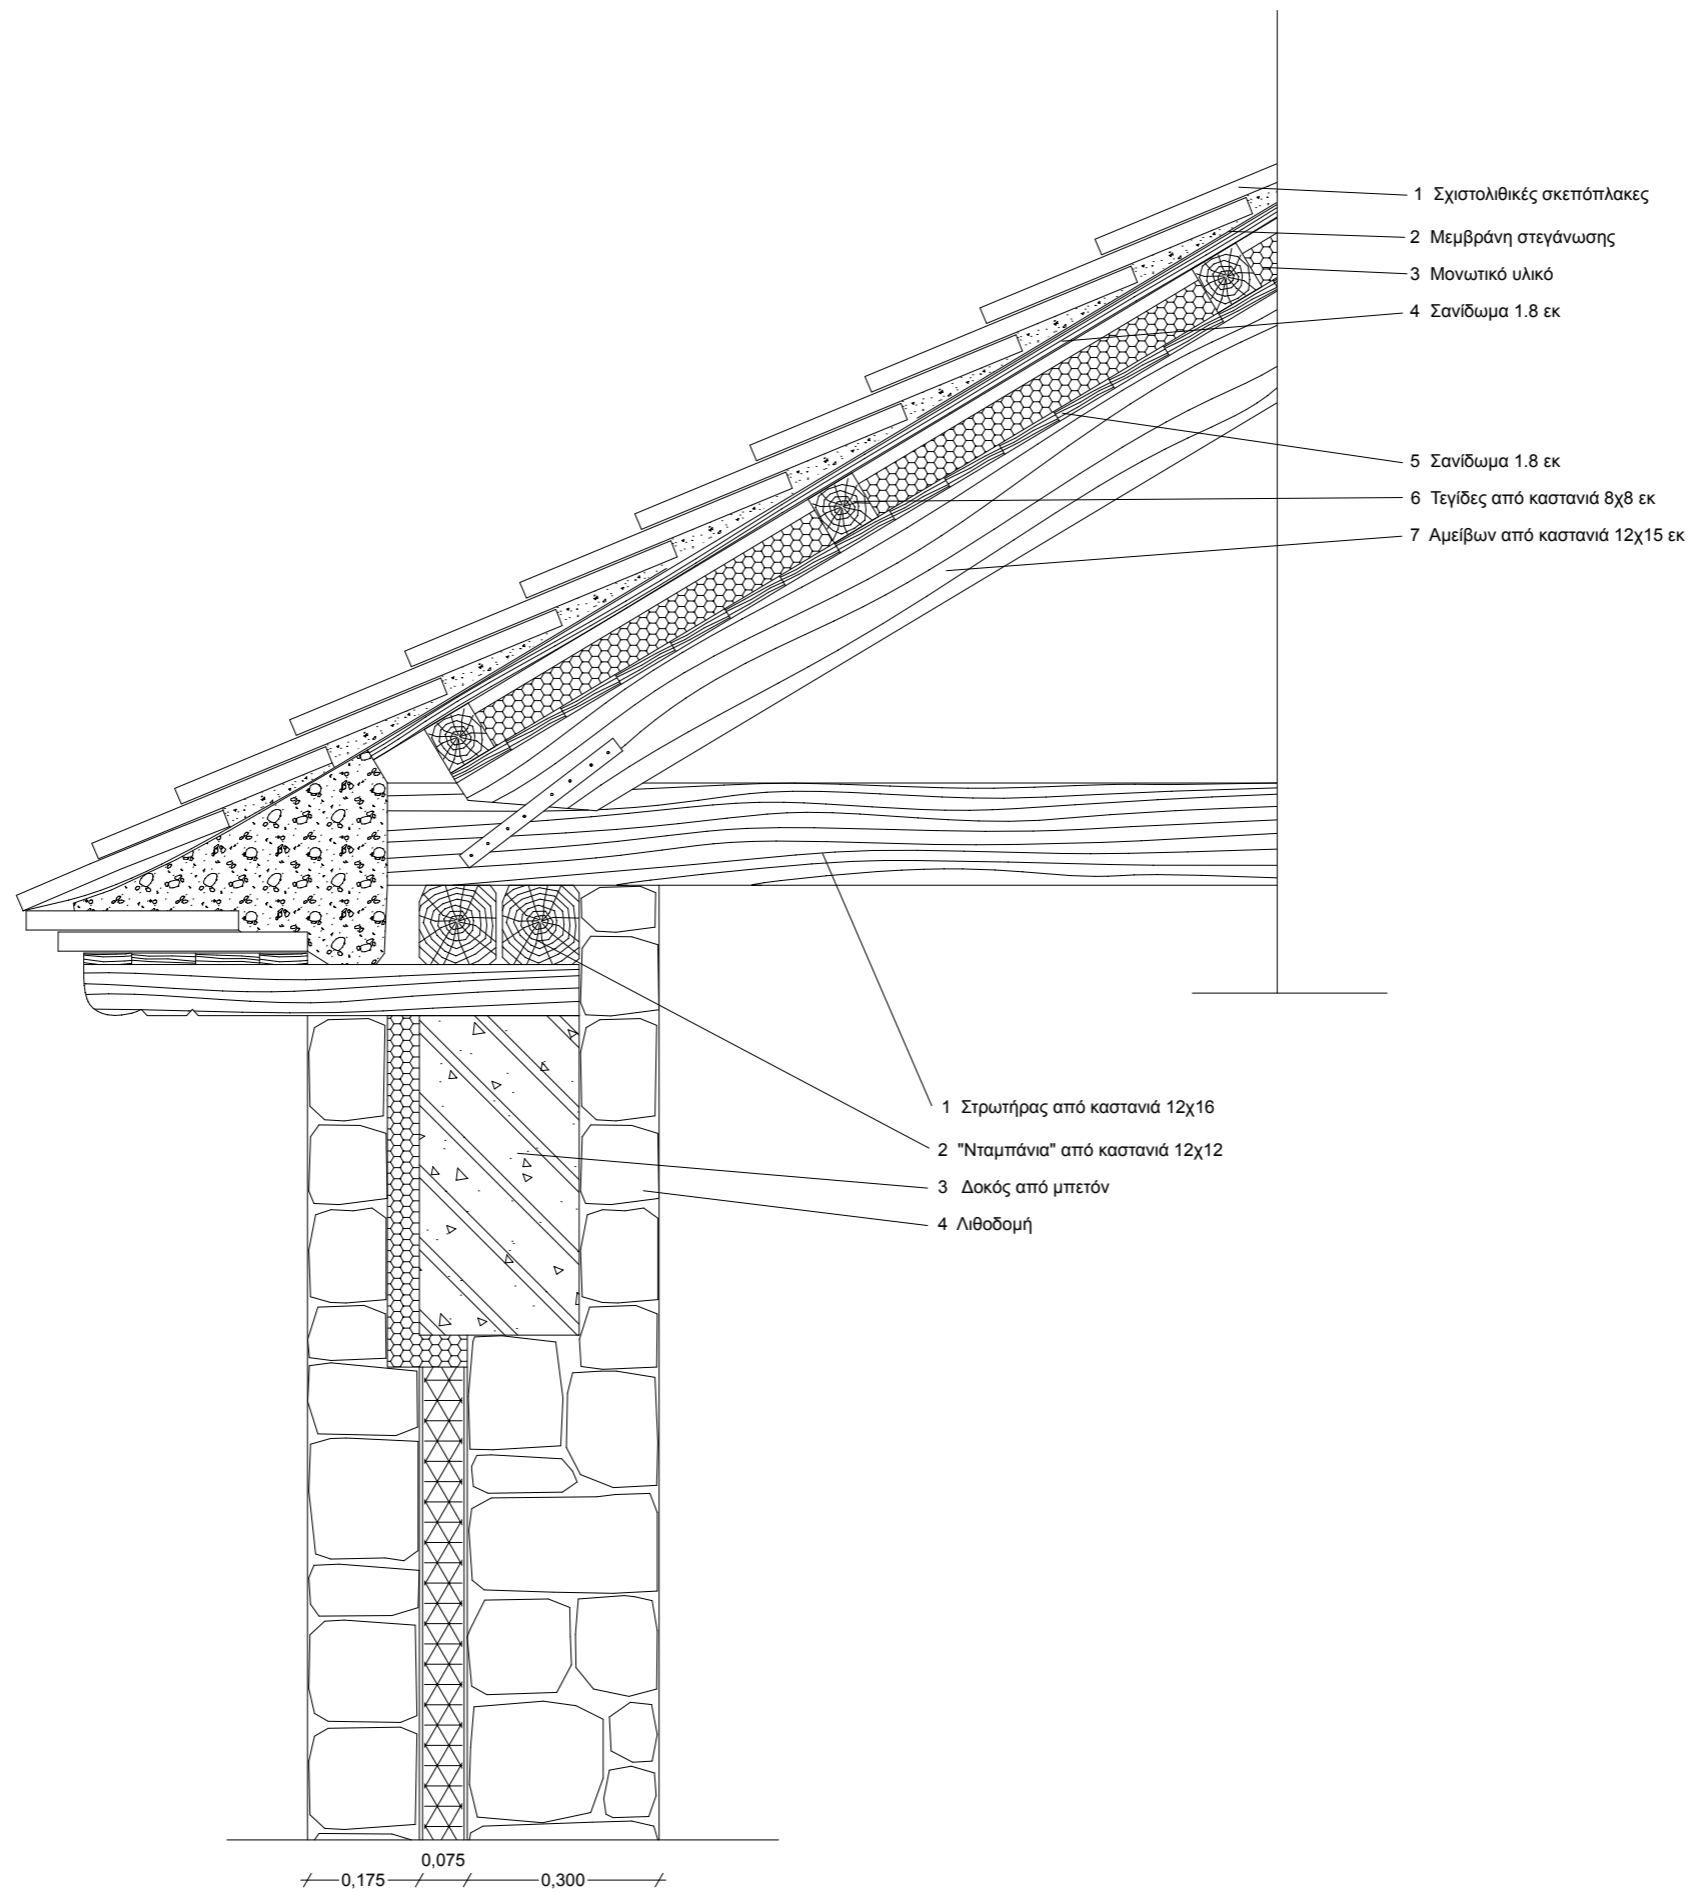 1 Σχιστολιθικές σκεπόπλακες
2 Μεμβράνη στεγάνωσης
3 Μονωτικό υλικό
4 Σανίδωμα 1.8 εκ
5 Σανίδωμα 1.8 εκ
6 Τεγίδες από καστανιά 8χ8 εκ
7 Αμείβων από καστανιά 12χ15 εκ
1 Στρωτήρας από καστανιά 12χ16
2 "Νταμπάνια" από καστανιά 12χ12
3 Δοκός από μπετόν
4 Λιθοδομή
0,075
0,175 0,300